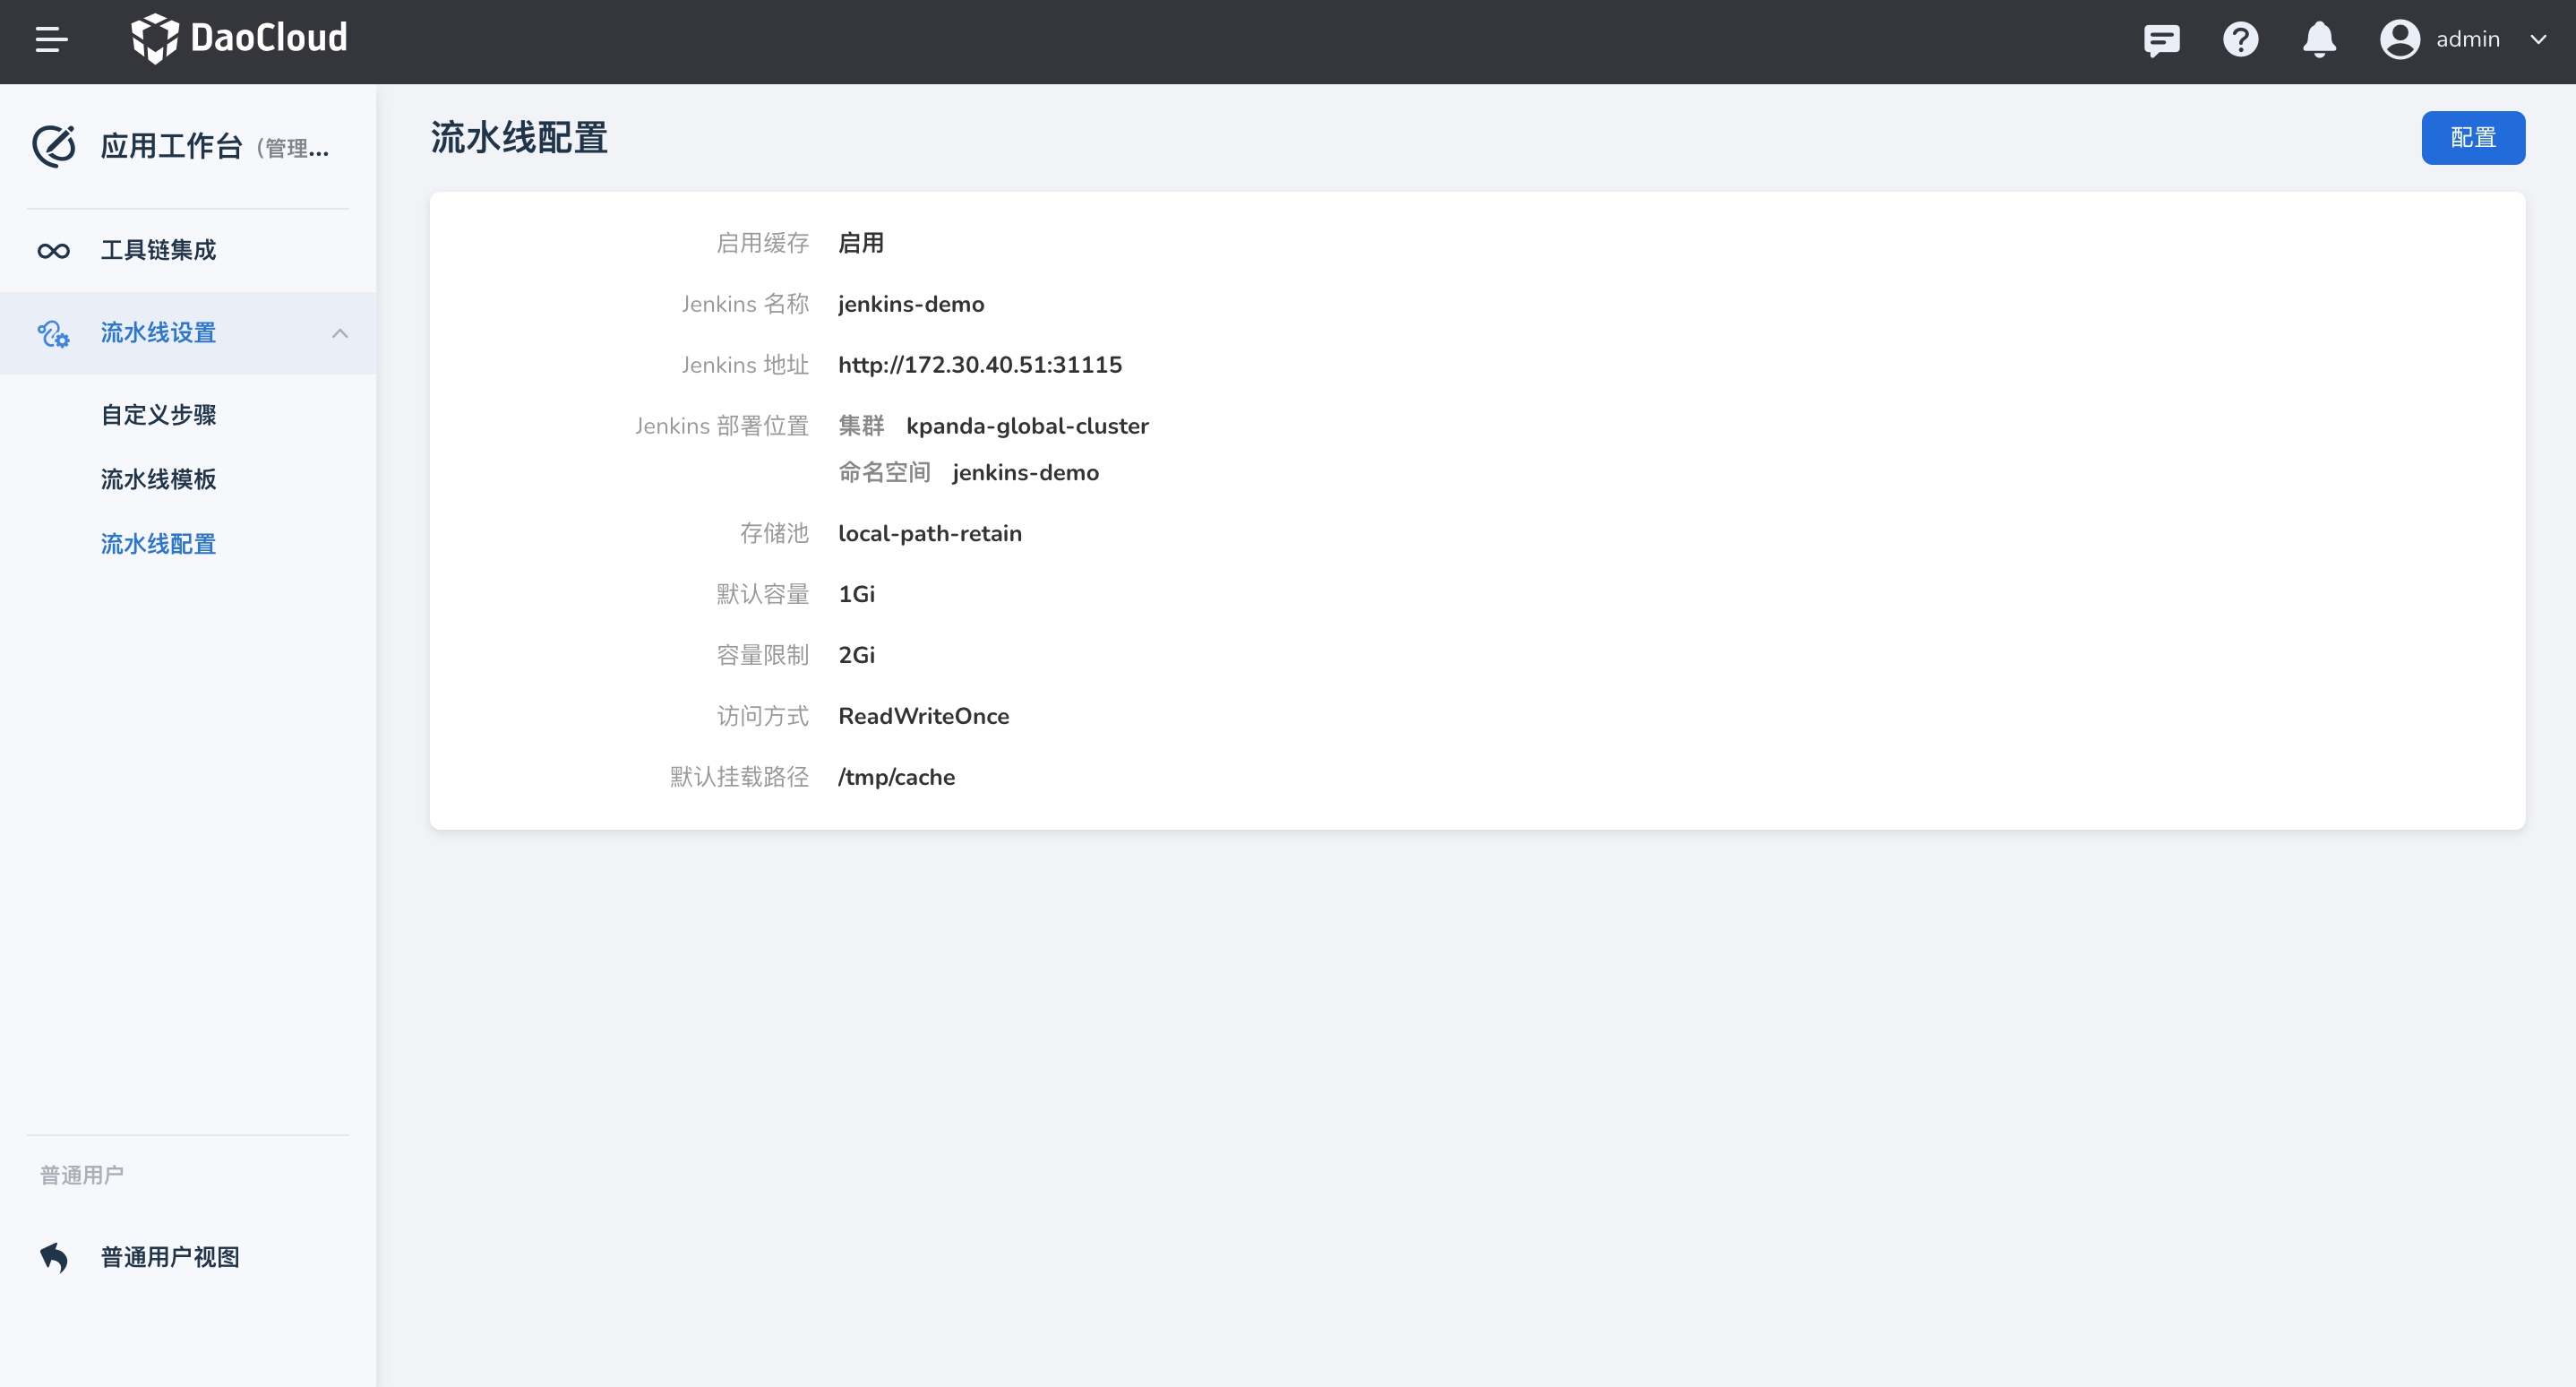 DaoCloud
admin
应用工作台（管理...
工具链集成
流水线设置
自定义步骤
流水线模板
流水线配置
普通用户
普通用户视图
流水线配置
配置
启用缓存 启用
Jenkins 名称 jenkins-demo
Jenkins 地址 http://172.30.40.51:31115
Jenkins 部署位置 集群 kpanda-global-cluster
命名空间 jenkins-demo
存储池 local-path-retain
默认容量 1Gi
容量限制 2Gi
访问方式 ReadWriteOnce
默认挂载路径 /tmp/cache